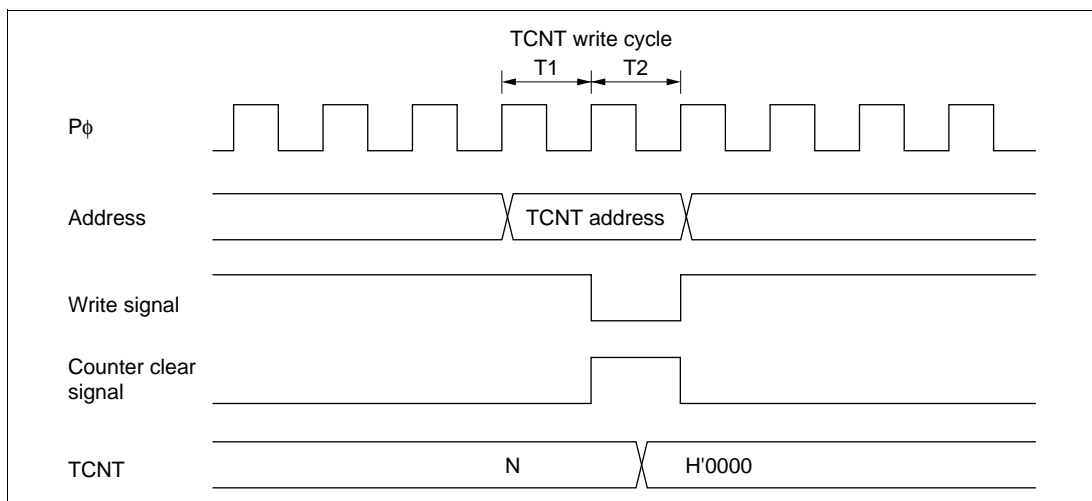 TCNT write cycle
T1 T2
Pϕ
Address
TCNT address
Write signal
Counter clear
signal
TCNT
N
H'0000